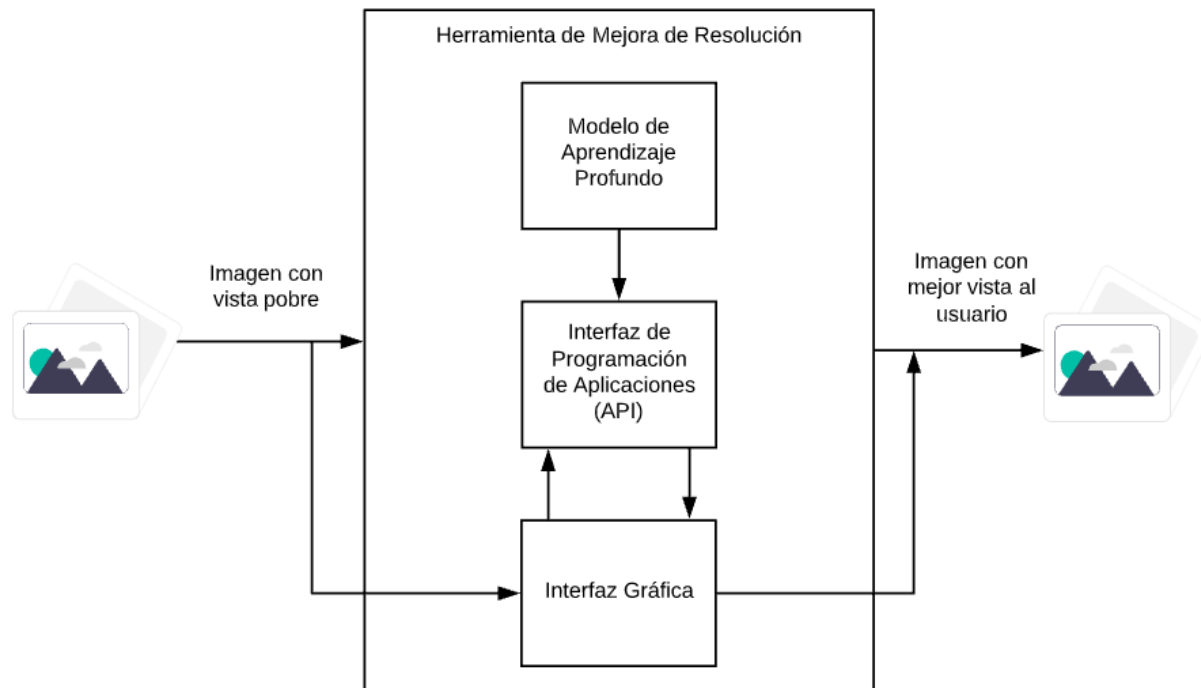 Herramienta de Mejora de Resolución
Modelo de
Aprendizaje
Profundo
Imagen con
vista pobre
Imagen con
mejor vista al
usuario
Interfaz de
Programación
de Aplicaciones
(API)
Interfaz Gráfica